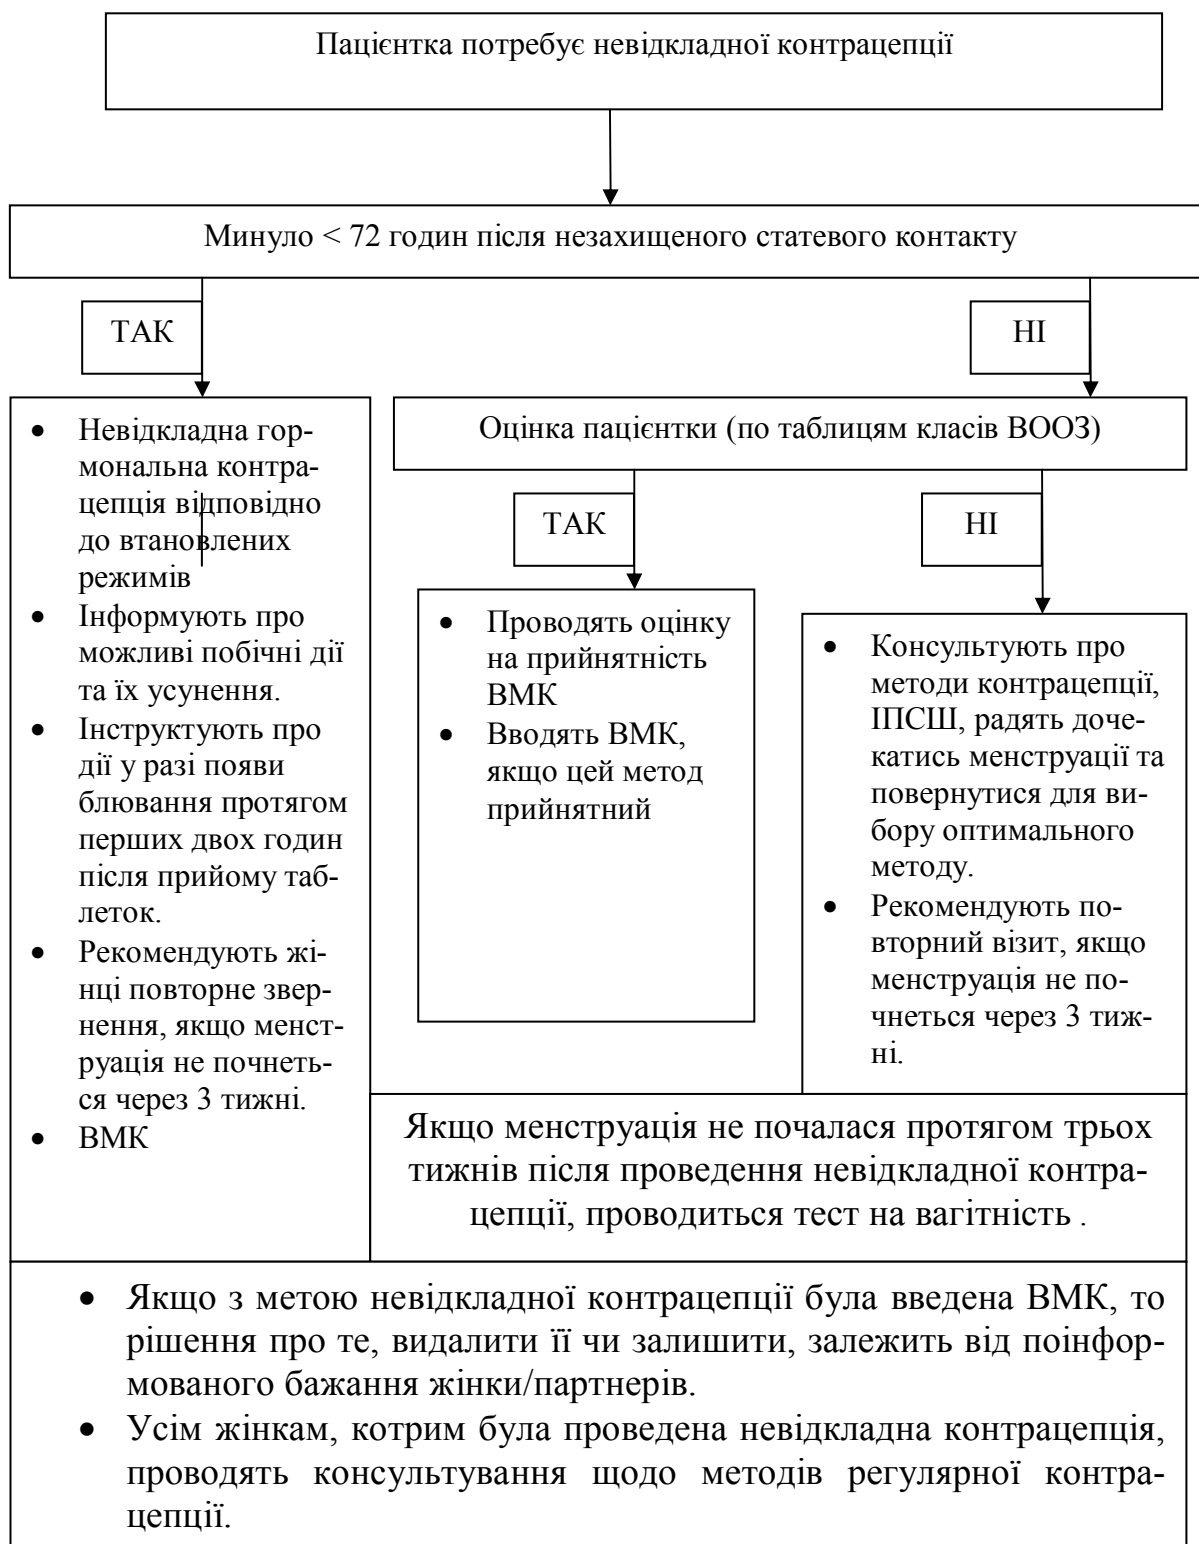 Пацієнтка потребує невідкладної контрацепції
Минуло < 72 годин після незахищеного статевого контакту
ТАК
НІ
• Невідкладна гор-
мональна контра-
цепція відповідно
до втановлених
режимів
• Інформують про
можливі побічні дії
та їх усунення.
• Інструктують про
дії у разі появи
блювання протягом
перших двох годин
після прийому таб-
леток.
• Рекомендують жі-
нці повторне звер-
нення, якщо менст-
руація не почнеть-
ся через 3 тижні.
• ВМК
Оцінка пацієнтки (по таблицям класів ВООЗ)
ТАК
НІ
• Проводять оцінку
на прийнятність
ВМК
• Вводять ВМК,
якщо цей метод
прийнятний
• Консультують про
методи контрацепції,
ІПСШ, радять доче-
катись менструації та
повернутися для ви-
бору оптимального
методу.
• Рекомендують по-
вторний візит, якщо
менструація не по-
чнеться через 3 тиж-
ні.
Якщо менструація не почалася протягом трьох
тижнів після проведення невідкладної контра-
цепції, проводиться тест на вагітність .
• Якщо з метою невідкладної контрацепції була введена ВМК, то
рішення про те, видалити її чи залишити, залежить від поінфор-
мованого бажання жінки/партнерів.
• Усім жінкам, котрим була проведена невідкладна контрацепція,
проводять консультування щодо методів регулярної контра-
цепції.